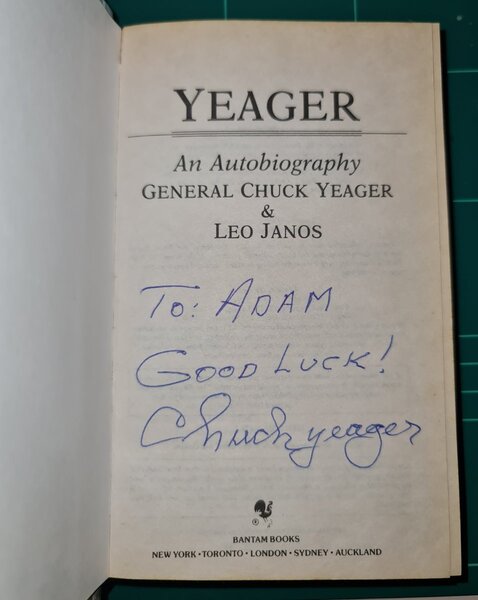 YEAGER
An Autobiography
GENERAL CHUCK YEAGER
&
LEO JANOS
To: ADAM
GOOD LUCK!
Chuck yeager
®
BANTAM BOOKS
NEW YORK • TORONTO • LONDON • SYDNEY • AUCKLAND